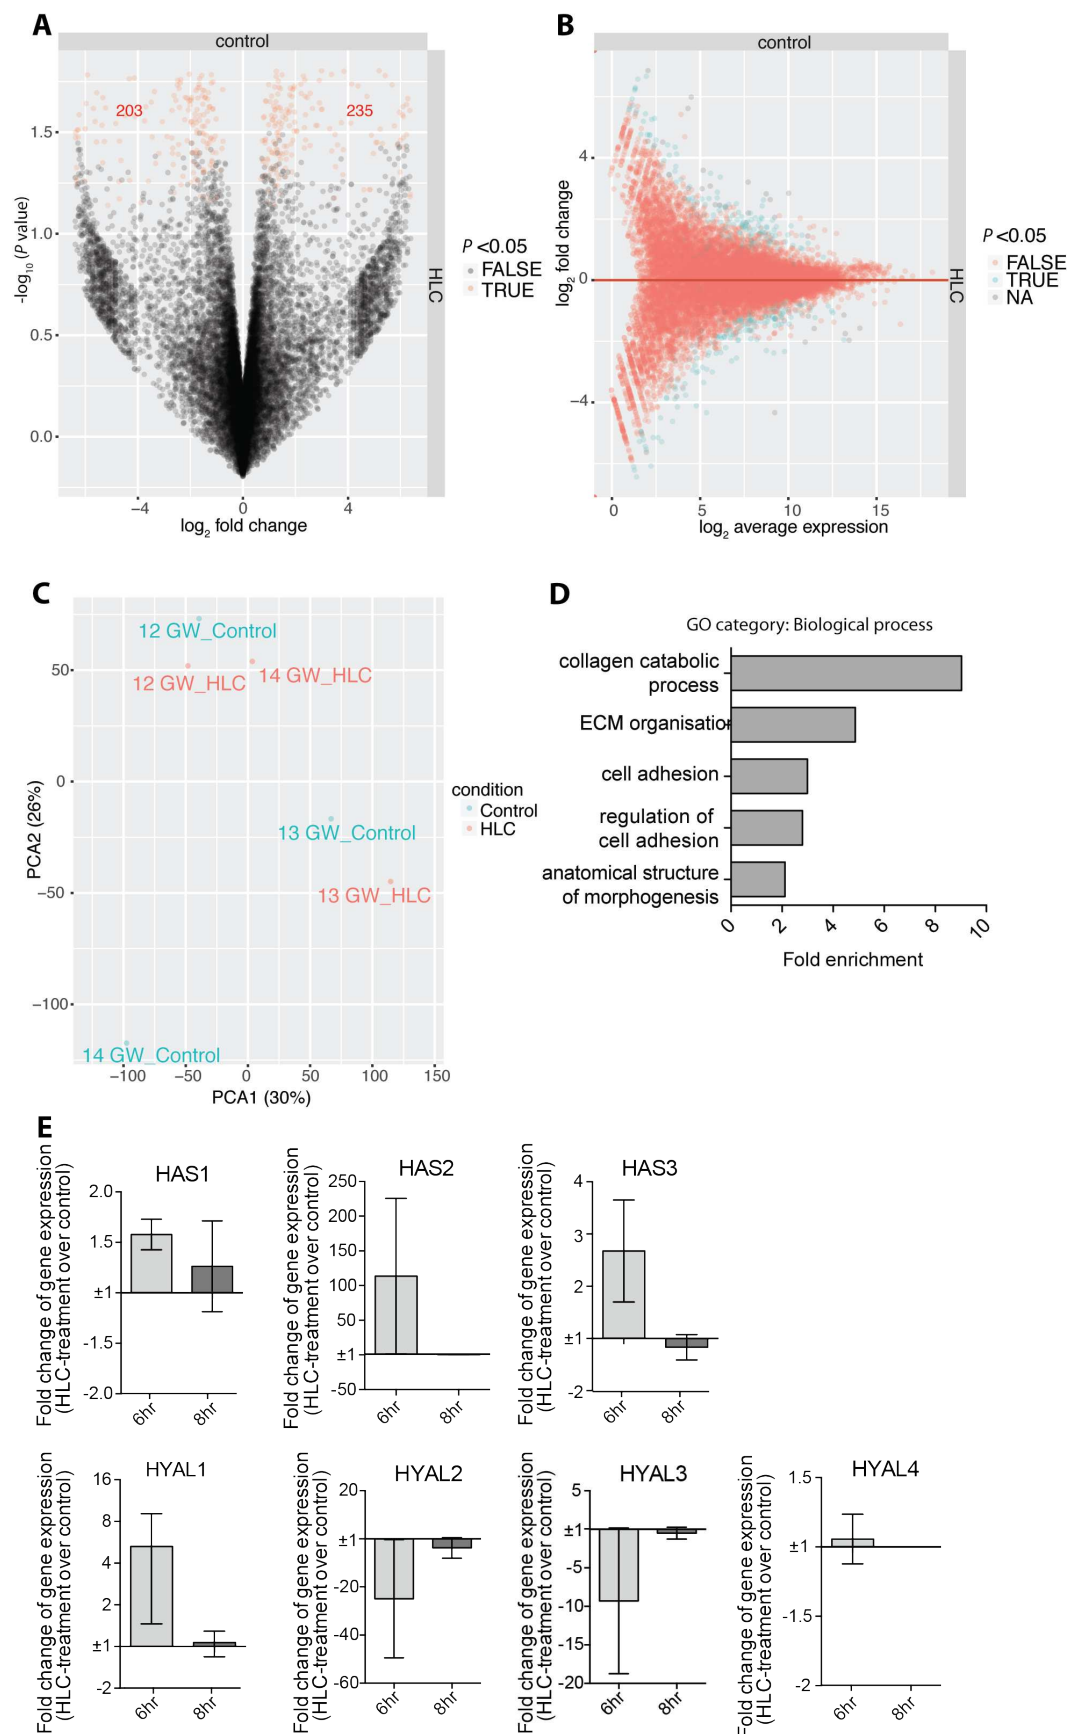 A
control
203
235
1.5
1.0
0.5
0.0
-log10 (P value)
−4
0
4
log2 fold change
HLC
P <0.05
FALSE
TRUE
B
control
4
0
−4
log2 fold change
0
5
10
15
log2 average expression
HLC
P <0.05
FALSE
TRUE
NA
C
12 GW_Control
12 GW_HLC
14 GW_HLC
13 GW_Control
13 GW_HLC
14 GW_Control
50
0
−50
−100
PCA2 (26%)
−100
−50
0
50
100
150
PCA1 (30%)
condition
Control
HLC
D
GO category: Biological process
collagen catabolic
process
ECM organisation
cell adhesion
regulation of
cell adhesion
anatomical structure
of morphogenesis
0
2
4
6
8
10
Fold enrichment
E
HAS1
Fold change of gene expression
(HLC-treatment over control)
2.0
1.5
±1
-1.5
-2.0
6hr
8hr
HAS2
Fold change of gene expression
(HLC-treatment over control)
250
200
150
100
50
±1
-50
6hr
8hr
HAS3
Fold change of gene expression
(HLC-treatment over control)
4
3
2
±1
-2
6hr
8hr
HYAL1
Fold change of gene expression
(HLC-treatment over control)
16
8
4
2
±1
-2
6hr
8hr
HYAL2
Fold change of gene expression
(HLC-treatment over control)
20
±1
-20
-40
-60
6hr
8hr
HYAL3
Fold change of gene expression
(HLC-treatment over control)
5
±1
-5
-10
-15
-20
6hr
8hr
HYAL4
Fold change of gene expression
(HLC-treatment over control)
1.5
±1
-1.5
-2
6hr
8hr